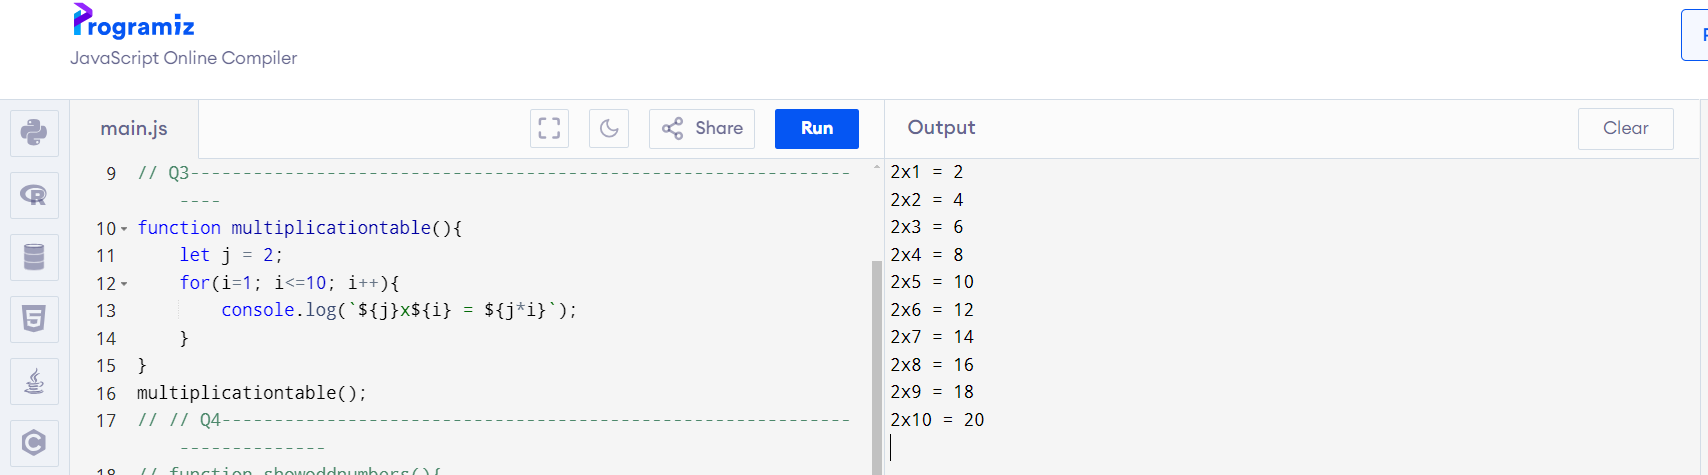 Programiz
JavaScript Online Compiler
main.js
Share
Run
Output
Clear
9 // Q3---------------------------------------------------------------
----
10 function multiplicationtable(){
11     let j = 2;
12     for(i=1; i<=10; i++){
13         console.log(`${j}x${i} = ${j*i}`);
14     }
15 }
16 multiplicationtable();
17 // // Q4------------------------------------------------------------
--------------
18 // function showoddnumbers(){
2x1 = 2
2x2 = 4
2x3 = 6
2x4 = 8
2x5 = 10
2x6 = 12
2x7 = 14
2x8 = 16
2x9 = 18
2x10 = 20